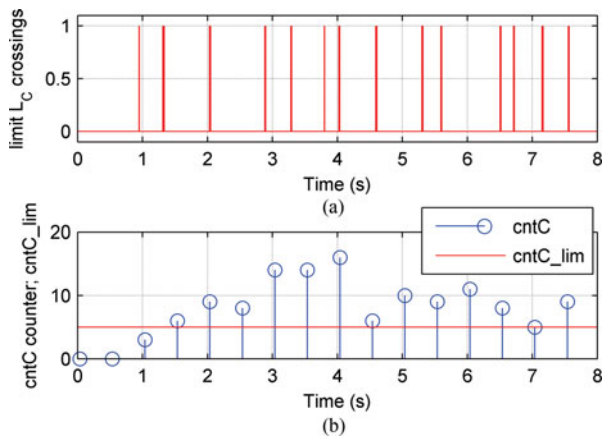 1
0.5
0
limit L_C crossings
0 1 2 3 4 5 6 7 8
Time (s)
(a)
20
10
0
cntC counter; cntC_lim
cntC
cntC_lim
0 1 2 3 4 5 6 7 8
Time (s)
(b)